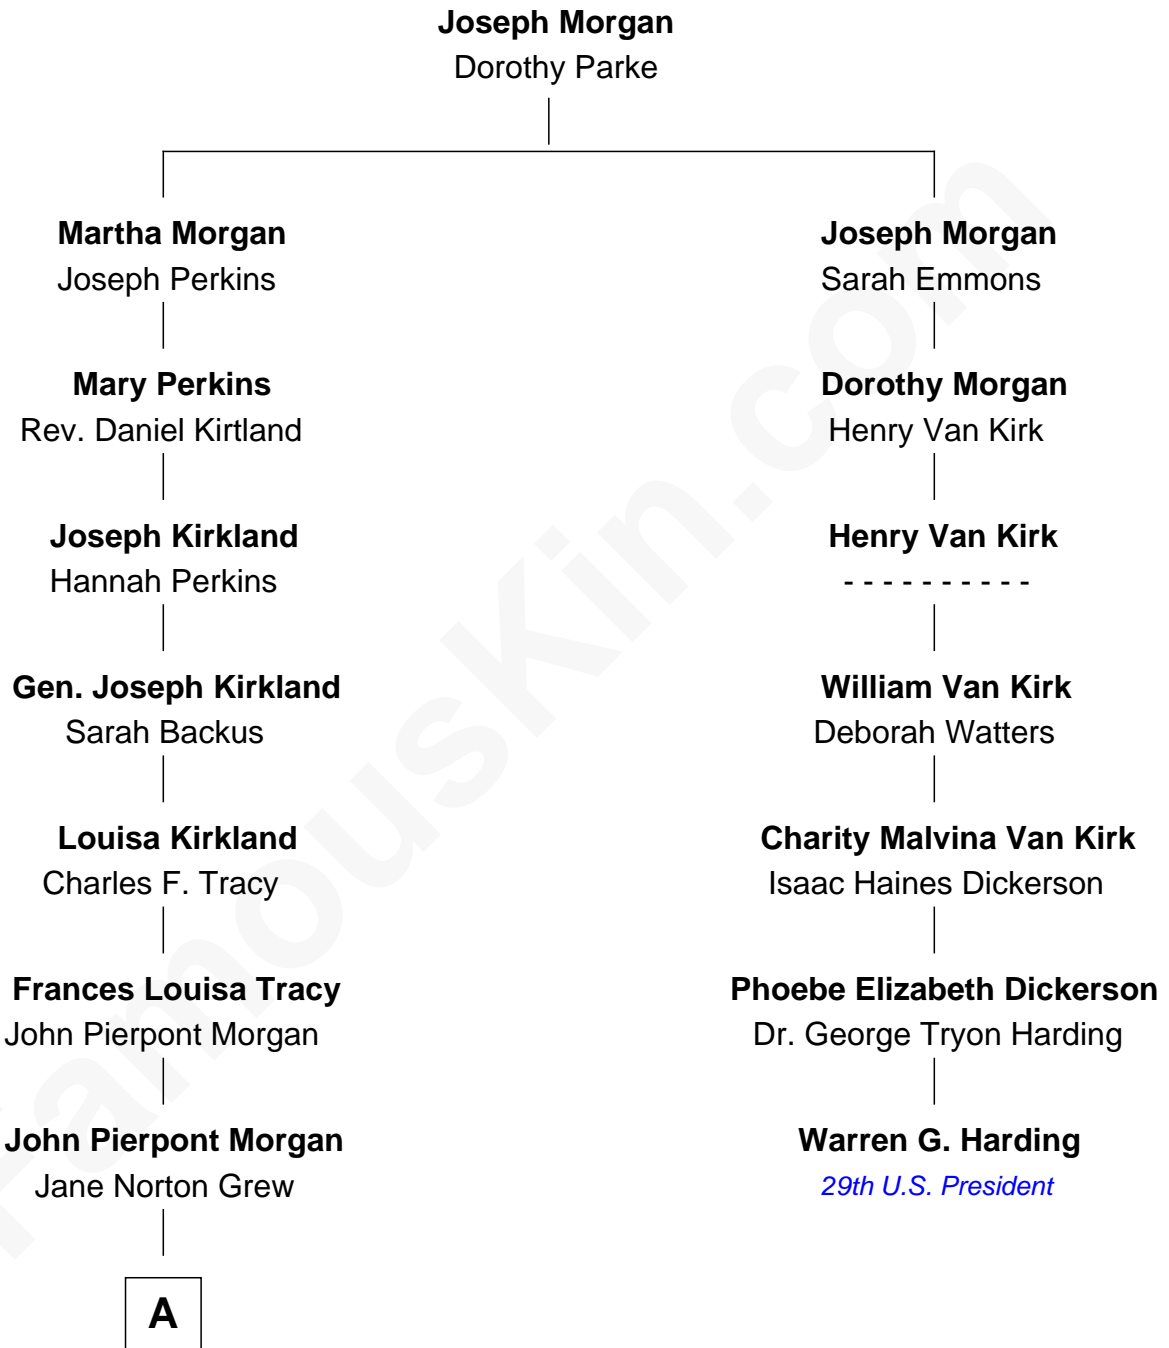 Joseph Morgan
Dorothy Parke
Martha Morgan
Joseph Perkins
Joseph Morgan
Sarah Emmons
Mary Perkins
Rev. Daniel Kirtland
Dorothy Morgan
Henry Van Kirk
Joseph Kirkland
Hannah Perkins
Henry Van Kirk
- - - - - - - - - -
Gen. Joseph Kirkland
Sarah Backus
William Van Kirk
Deborah Watters
Louisa Kirkland
Charles F. Tracy
Charity Malvina Van Kirk
Isaac Haines Dickerson
Frances Louisa Tracy
John Pierpont Morgan
Phoebe Elizabeth Dickerson
Dr. George Tryon Harding
John Pierpont Morgan
Jane Norton Grew
Warren G. Harding
29th U.S. President
A
FamousKin.com